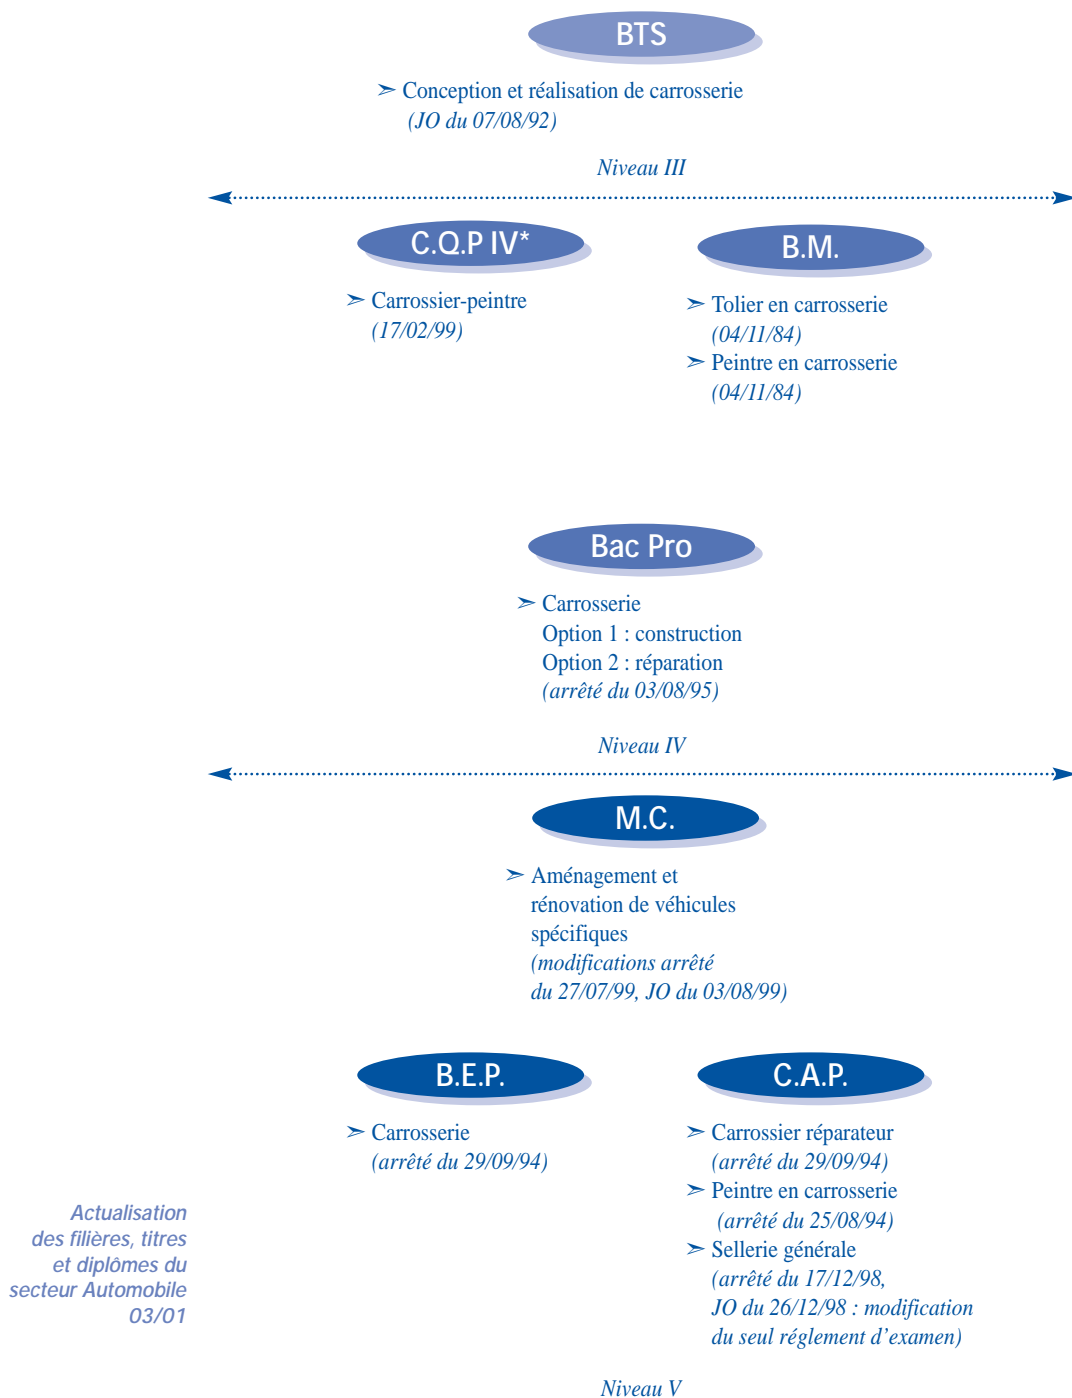 BTS
➣ Conception et réalisation de carrosserie
(JO du 07/08/92)
Niveau III
C.Q.P IV*
➣ Carrossier-peintre
(17/02/99)
B.M.
➣ Tolier en carrosserie
(04/11/84)
➣ Peintre en carrosserie
(04/11/84)
Bac Pro
➣ Carrosserie
Option 1 : construction
Option 2 : réparation
(arrêté du 03/08/95)
Niveau IV
M.C.
➣ Aménagement et
rénovation de véhicules
spécifiques
(modifications arrêté
du 27/07/99, JO du 03/08/99)
B.E.P.
➣ Carrosserie
(arrêté du 29/09/94)
C.A.P.
➣ Carrossier réparateur
(arrêté du 29/09/94)
➣ Peintre en carrosserie
(arrêté du 25/08/94)
➣ Sellerie générale
(arrêté du 17/12/98,
JO du 26/12/98 : modification
du seul réglement d'examen)
Actualisation
des filières, titres
et diplômes du
secteur Automobile
03/01
Niveau V